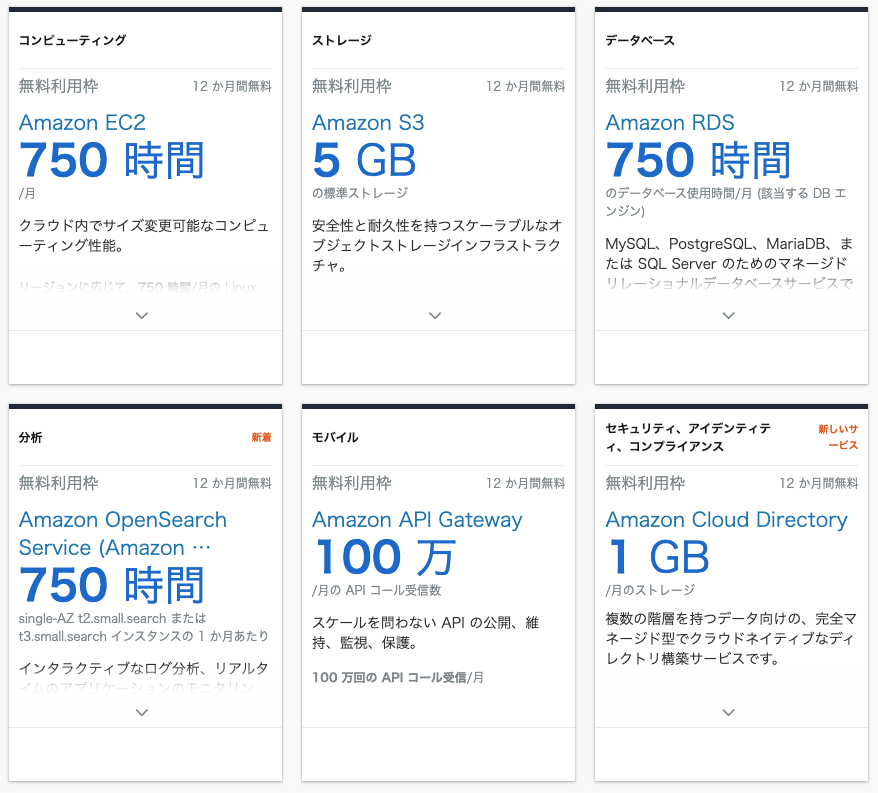 コンピューティング
無料利用枠 12 か月間無料
Amazon EC2
750 時間
/月
クラウド内でサイズ変更可能なコンピュ
ーティング性能。
リージョンに応じて、750 時間/月の Linux、
ストレージ
無料利用枠 12 か月間無料
Amazon S3
5 GB
の標準ストレージ
安全性と耐久性を持つスケーラブルなオ
ブジェクトストレージインフラストラク
チャ。
データベース
無料利用枠 12 か月間無料
Amazon RDS
750 時間
のデータベース使用時間/月 (該当する DB エ
ンジン)
MySQL、PostgreSQL、MariaDB、ま
たは SQL Server のためのマネージド
リレーショナルデータベースサービスで
分析 新着
無料利用枠 12 か月間無料
Amazon OpenSearch
Service (Amazon …
750 時間
single-AZ t2.small.search または
t3.small.search インスタンスの 1 か月あたり
インタラクティブなログ分析、リアルタ
イムのアプリケーションのモニタリン
モバイル
無料利用枠 12 か月間無料
Amazon API Gateway
100 万
/月の API コール受信数
スケールを問わない API の公開、維
持、監視、保護。
100 万回の API コール受信/月
セキュリティ、アイデンティテ
ィ、コンプライアンス
新しいサ
ービス
無料利用枠 12 か月間無料
Amazon Cloud Directory
1 GB
/月のストレージ
複数の階層を持つデータ向けの、完全マ
ネージド型でクラウドネイティブなディ
レクトリ構築サービスです。